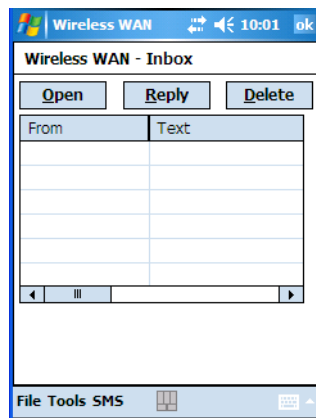 Wireless WAN 10:01 ok
Wireless WAN - Inbox
Open Reply Delete
From Text
File Tools SMS